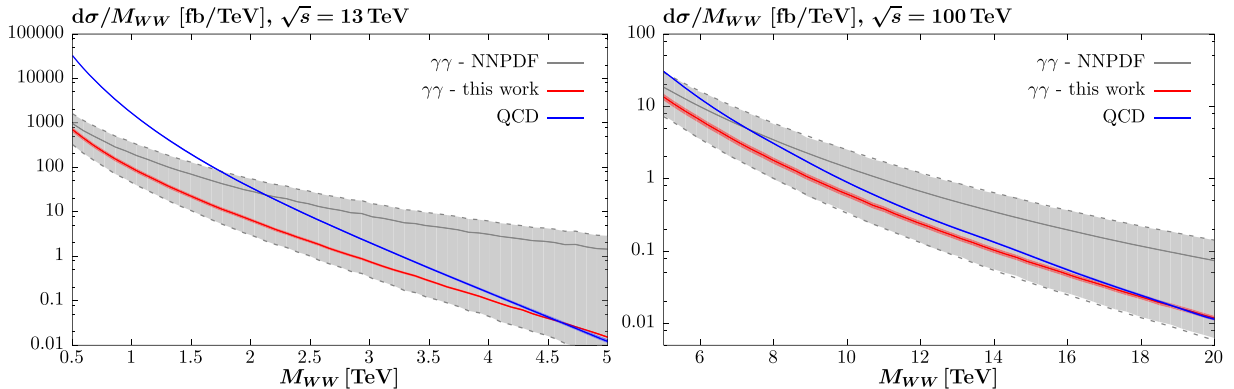 dσ/M_WW [fb/TeV], √s = 13 TeV
100000
10000
1000
100
10
1
0.1
0.01
γγ - NNPDF
γγ - this work
QCD
0.5 1 1.5 2 2.5 3 3.5 4 4.5 5
M_WW [TeV]
dσ/M_WW [fb/TeV], √s = 100 TeV
100
10
1
0.1
0.01
γγ - NNPDF
γγ - this work
QCD
6 8 10 12 14 16 18 20
M_WW [TeV]